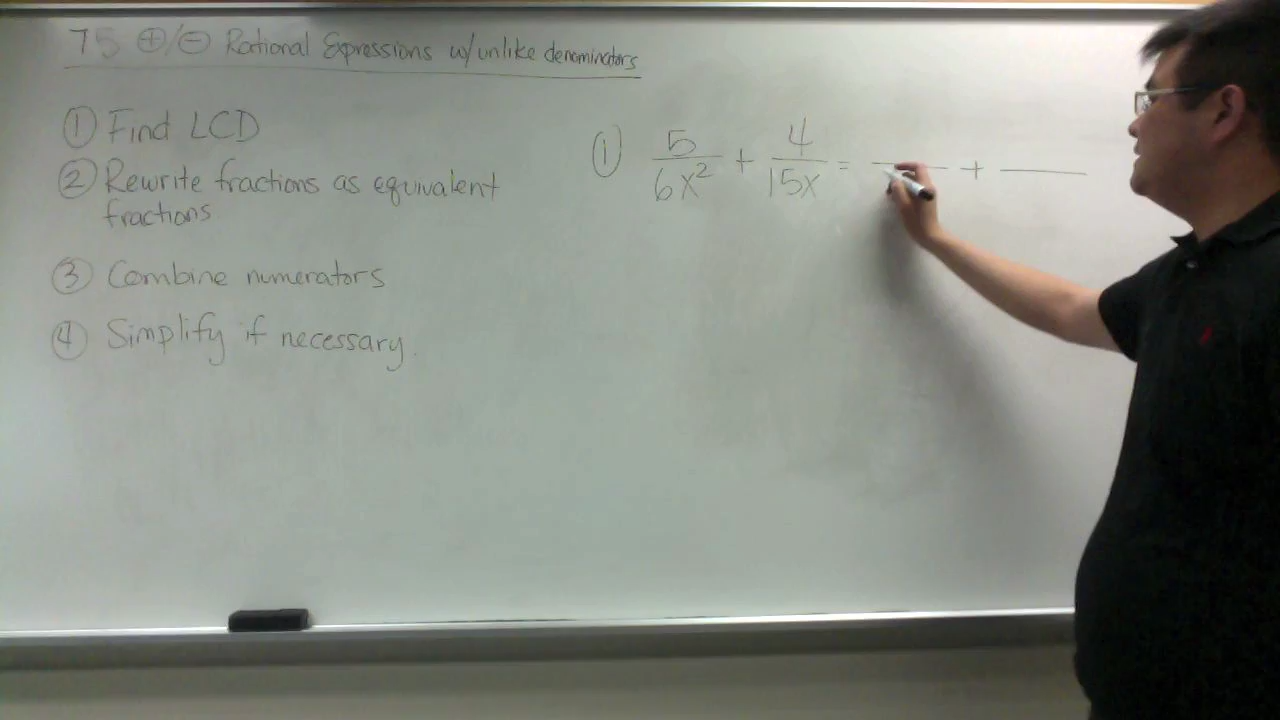 7.5 ⊕/⊖ Rational Expressions w/unlike denominators
① Find LCD
② Rewrite fractions as equivalent
fractions
③ Combine numerators
④ Simplify if necessary.
① 5/6x² + 4/15x = ___ + ___